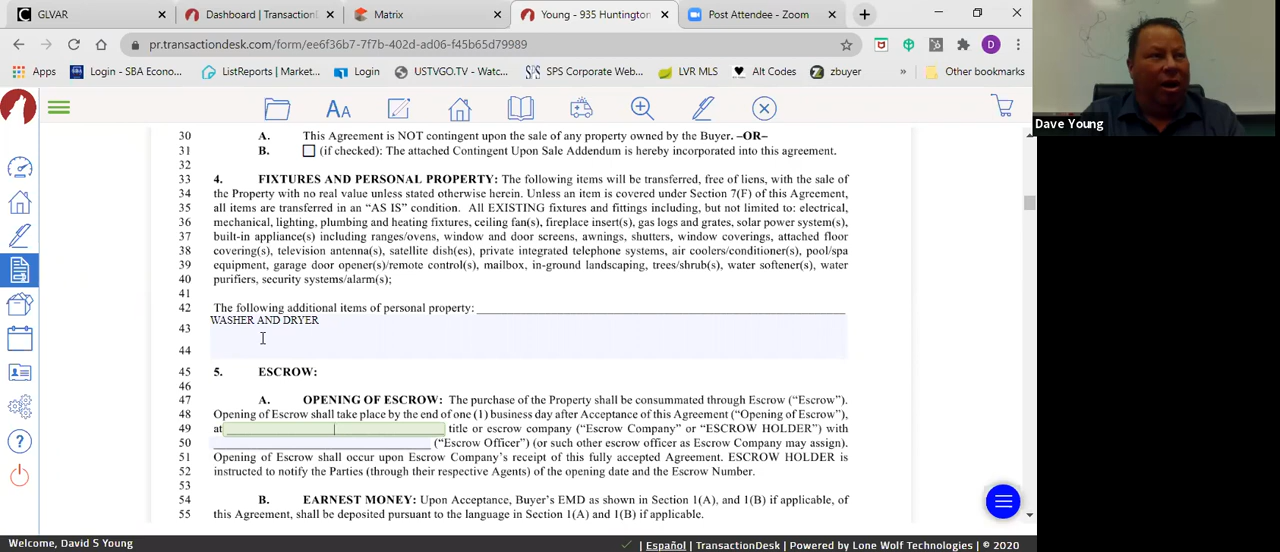 GLVAR
Dashboard | TransactionDesk
Matrix
Young - 935 Huntington
Post Attendee - Zoom
pr.transactiondesk.com/form/ee6f36b7-7f7b-402d-ad06-f45b65d79989
D
Apps
Login - SBA Econo...
ListReports | Market...
Login
USTVGO.TV - Watc...
SPS Corporate Web...
LVR MLS
Alt Codes
zbuyer
»
Other bookmarks
Dave Young
30 A. This Agreement is NOT contingent upon the sale of any property owned by the Buyer. –OR–
31 B. (if checked): The attached Contingent Upon Sale Addendum is hereby incorporated into this agreement.
32
33 4. FIXTURES AND PERSONAL PROPERTY: The following items will be transferred, free of liens, with the sale of
34 the Property with no real value unless stated otherwise herein. Unless an item is covered under Section 7(F) of this Agreement,
35 all items are transferred in an “AS IS” condition. All EXISTING fixtures and fittings including, but not limited to: electrical,
36 mechanical, lighting, plumbing and heating fixtures, ceiling fan(s), fireplace insert(s), gas logs and grates, solar power system(s),
37 built-in appliance(s) including ranges/ovens, window and door screens, awnings, shutters, window coverings, attached floor
38 covering(s), television antenna(s), satellite dish(es), private integrated telephone systems, air coolers/conditioner(s), pool/spa
39 equipment, garage door opener(s)/remote control(s), mailbox, in-ground landscaping, trees/shrub(s), water softener(s), water
40 purifiers, security systems/alarm(s);
41
42 The following additional items of personal property:
43 WASHER AND DRYER
44
45 5. ESCROW:
46
47 A. OPENING OF ESCROW: The purchase of the Property shall be consummated through Escrow (“Escrow”).
48 Opening of Escrow shall take place by the end of one (1) business day after Acceptance of this Agreement (“Opening of Escrow”),
49 at title or escrow company (“Escrow Company” or “ESCROW HOLDER”) with
50 (“Escrow Officer”) (or such other escrow officer as Escrow Company may assign).
51 Opening of Escrow shall occur upon Escrow Company’s receipt of this fully accepted Agreement. ESCROW HOLDER is
52 instructed to notify the Parties (through their respective Agents) of the opening date and the Escrow Number.
53
54 B. EARNEST MONEY: Upon Acceptance, Buyer’s EMD as shown in Section 1(A), and 1(B) if applicable, of
55 this Agreement, shall be deposited pursuant to the language in Section 1(A) and 1(B) if applicable.
Welcome, David S Young
Español | TransactionDesk | Powered by Lone Wolf Technologies | © 2020